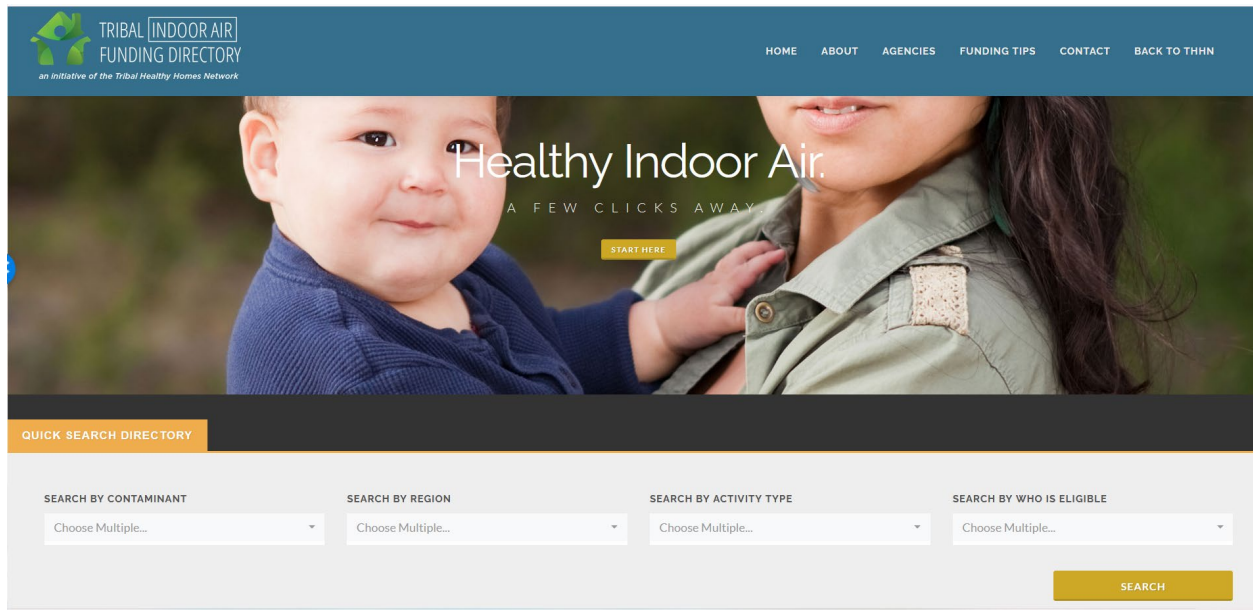 TRIBAL INDOOR AIR
FUNDING DIRECTORY
an initiative of the Tribal Healthy Homes Network
HOME ABOUT AGENCIES FUNDING TIPS CONTACT BACK TO THHN
Healthy Indoor Air.
A FEW CLICKS AWAY.
START HERE
QUICK SEARCH DIRECTORY
SEARCH BY CONTAMINANT SEARCH BY REGION SEARCH BY ACTIVITY TYPE SEARCH BY WHO IS ELIGIBLE
Choose Multiple... Choose Multiple... Choose Multiple... Choose Multiple...
SEARCH